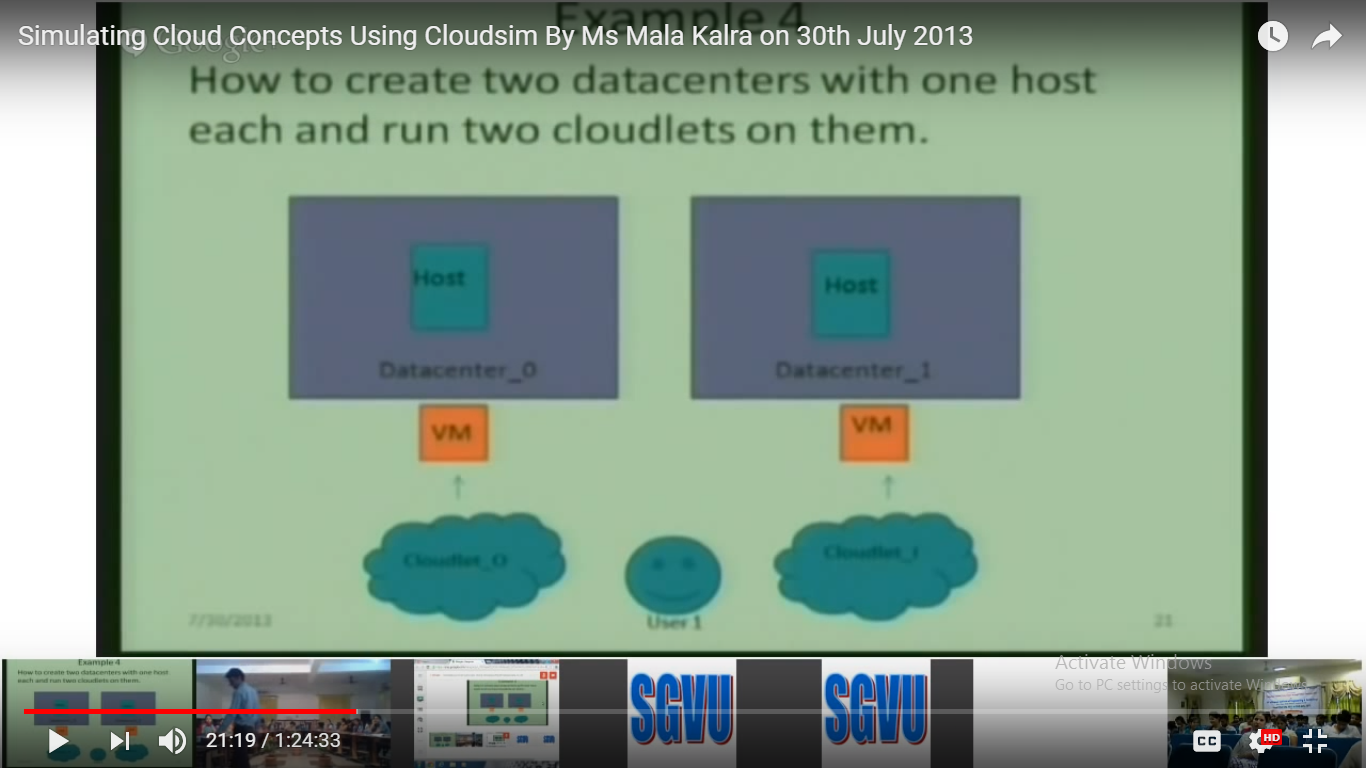 Example 4
Simulating Cloud Concepts Using Cloudsim By Ms Mala Kalra on 30th July 2013
Google
How to create two datacenters with one host
each and run two cloudlets on them.
Host
Host
Datacenter_0
Datacenter_1
VM
VM
Cloudlet_O
Cloudlet_I
User 1
7/30/2013
21
Activate Windows
Go to PC settings to activate Windows.
Example 4
How to create two datacenters with one host
each and run two cloudlets on them.
SGVU
SGVU
21:19 / 1:24:33
CC
HD